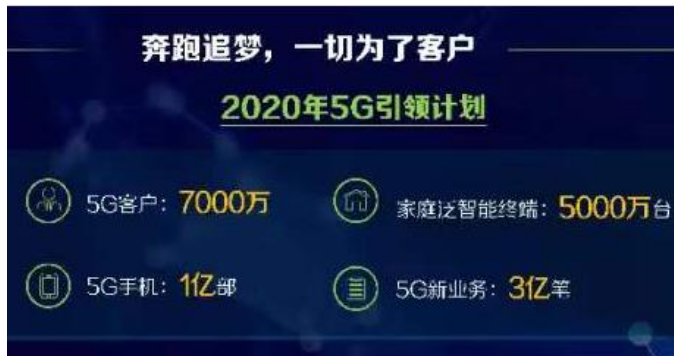 奔跑追梦，一切为了客户
2020年5G引领计划
5G客户：7000万
家庭泛智能终端：5000万台
5G手机：1亿部
5G新业务：3亿笔